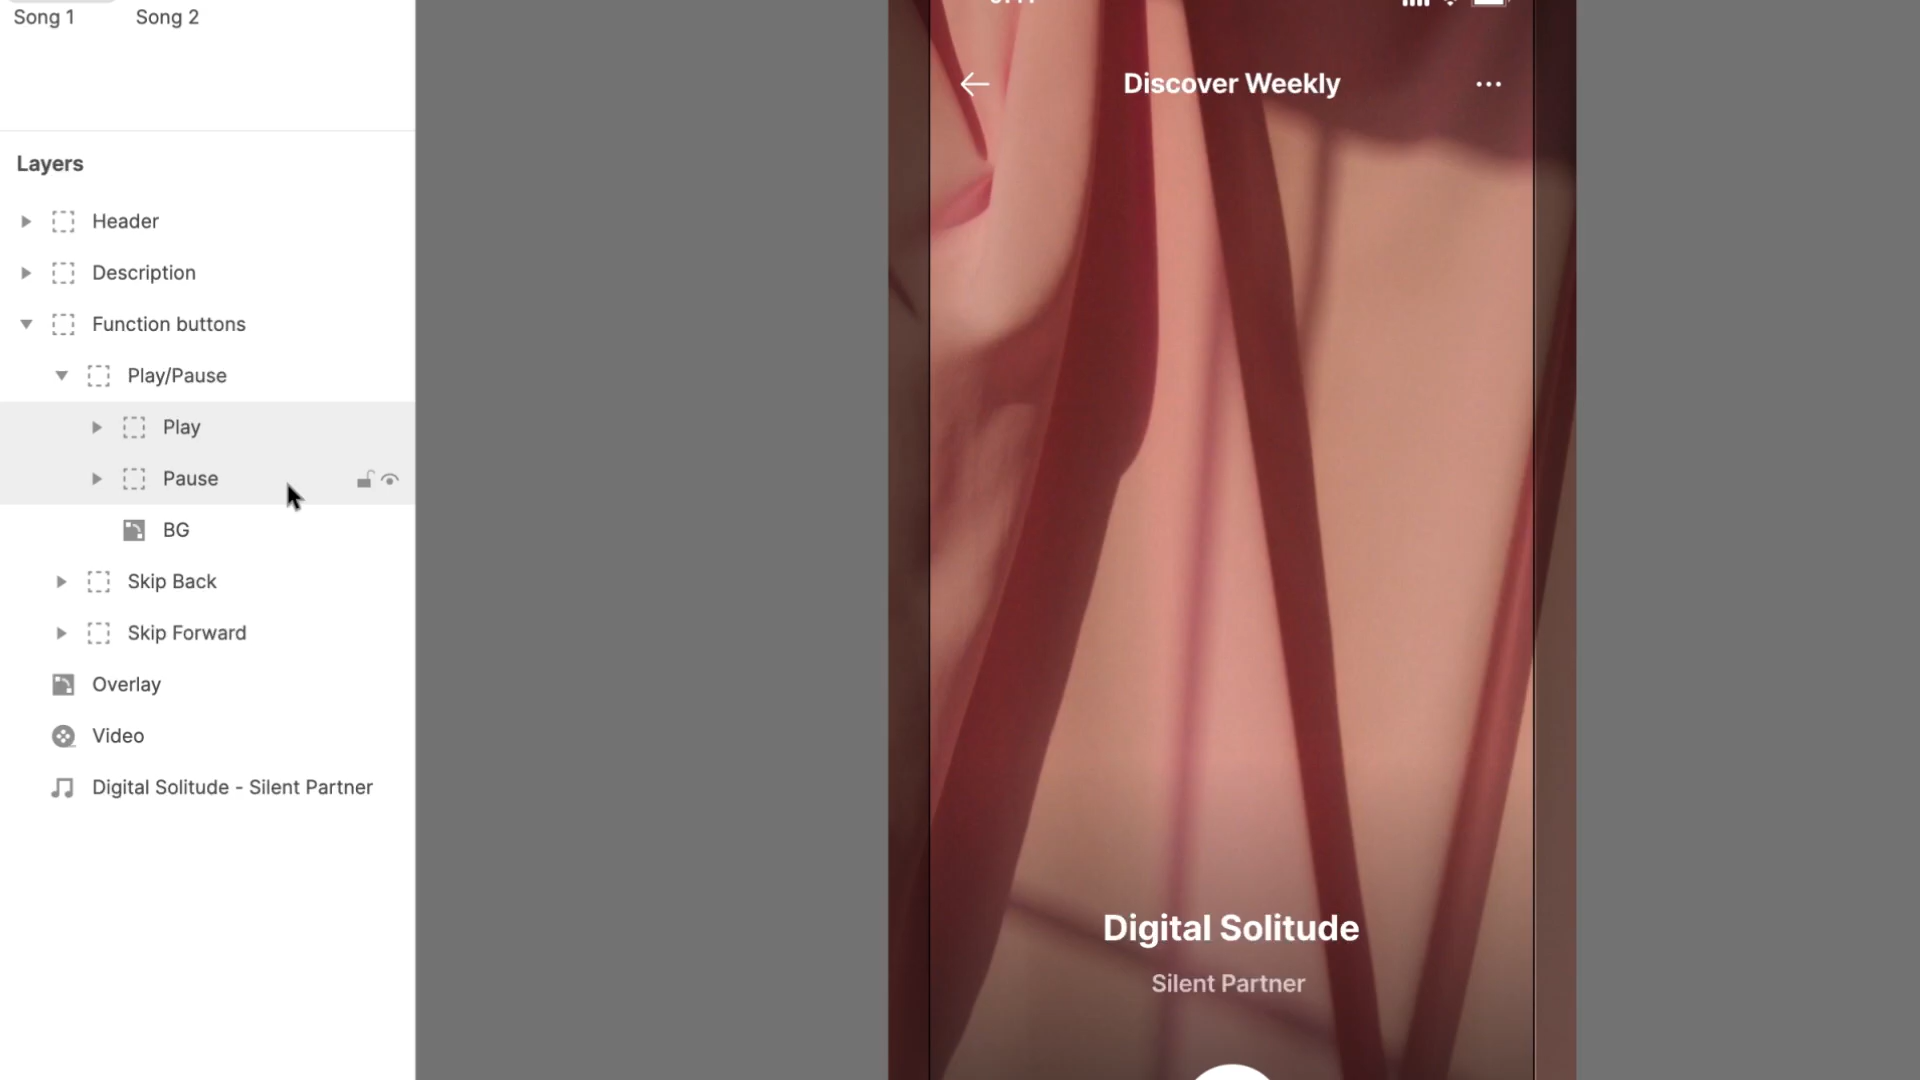 Song 1
Song 2
Layers
Header
Description
Function buttons
Play/Pause
Play
Pause
BG
Skip Back
Skip Forward
Overlay
Video
Digital Solitude - Silent Partner
Discover Weekly
Digital Solitude
Silent Partner